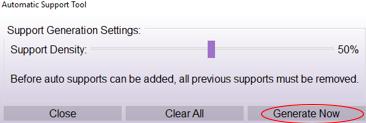 Automatic Support Tool
Support Generation Settings:
Support Density: 50%
Before auto supports can be added, all previous supports must be removed.
Close Clear All Generate Now